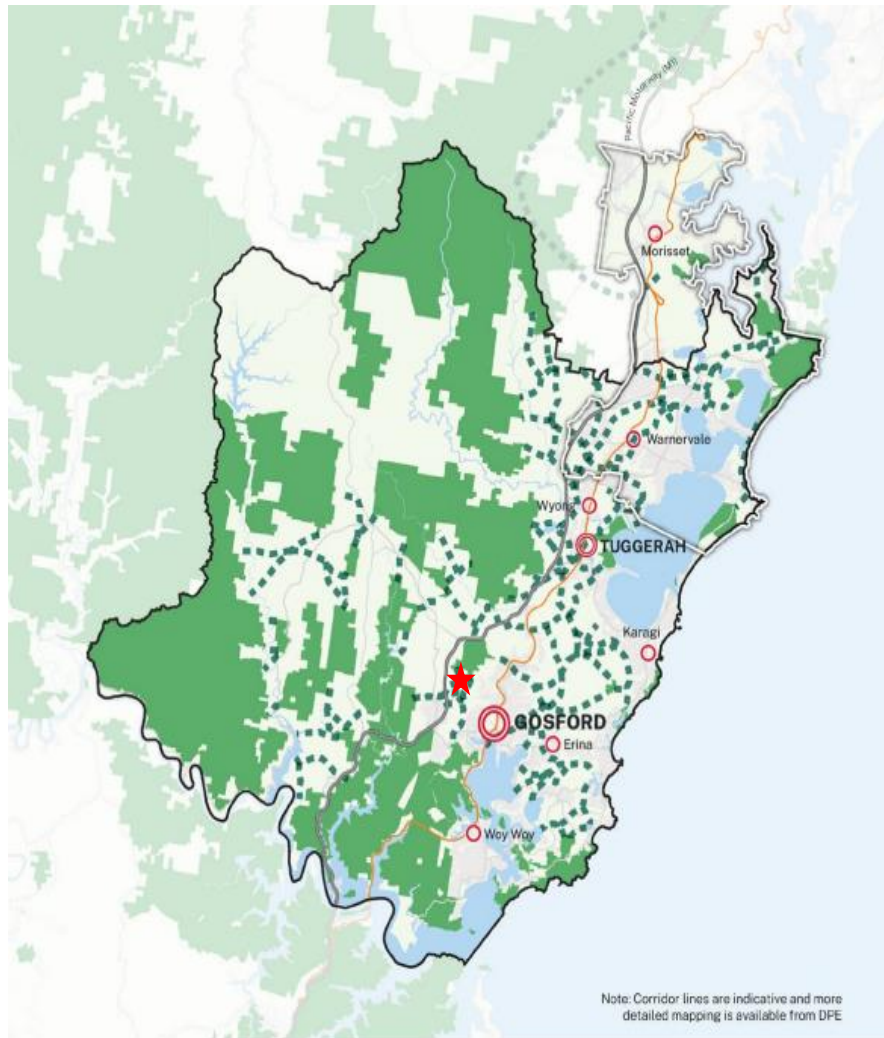 Pacific Motorway (M1)
Morisset
Warnervale
Wyong
TUGGERAH
Karagi
GOSFORD
Erina
Woy Woy
Note: Corridor lines are indicative and more
detailed mapping is available from DPE